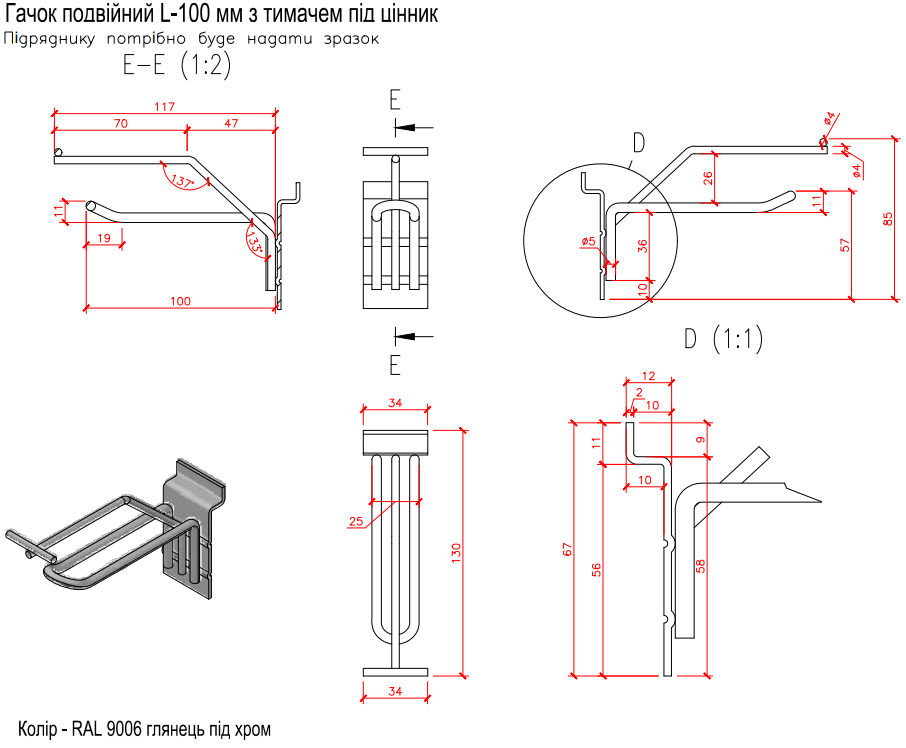 Гачок подвійний L-100 мм з тимачем під цінник
Підряднику потрібно буде надати зразок
E-E (1:2)
117
70
47
137°
11
19
133°
100
E
E
D
ø4
ø4
26
11
ø5
36
10
57
85
D (1:1)
34
25
130
34
12
2
10
11
9
10
67
56
58
Колір - RAL 9006 глянець під хром